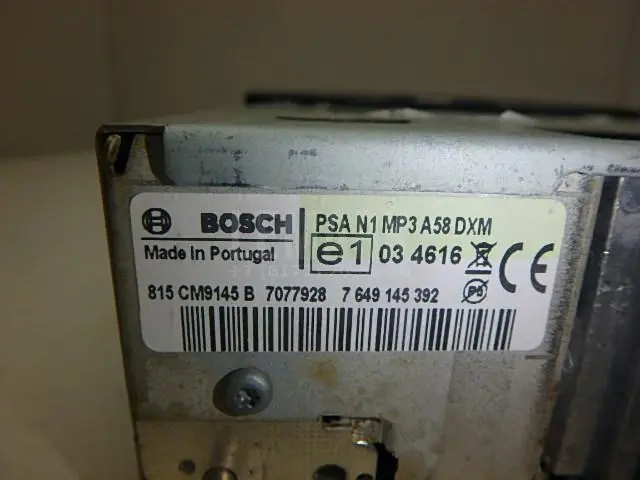 BOSCH
PSA N1 MP3 A58 DXM
Made In Portugal
e1 03 4616 CE
815 CM9145 B 7077928 7 649 145 392 Pb